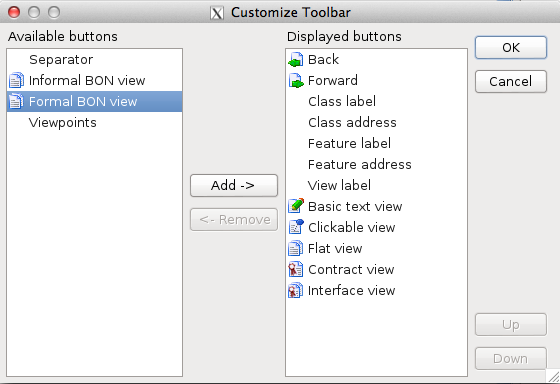 Customize Toolbar
Available buttons
Separator
Informal BON view
Formal BON view
Viewpoints
Add ->
<- Remove
Displayed buttons
Back
Forward
Class label
Class address
Feature label
Feature address
View label
Basic text view
Clickable view
Flat view
Contract view
Interface view
OK
Cancel
Up
Down